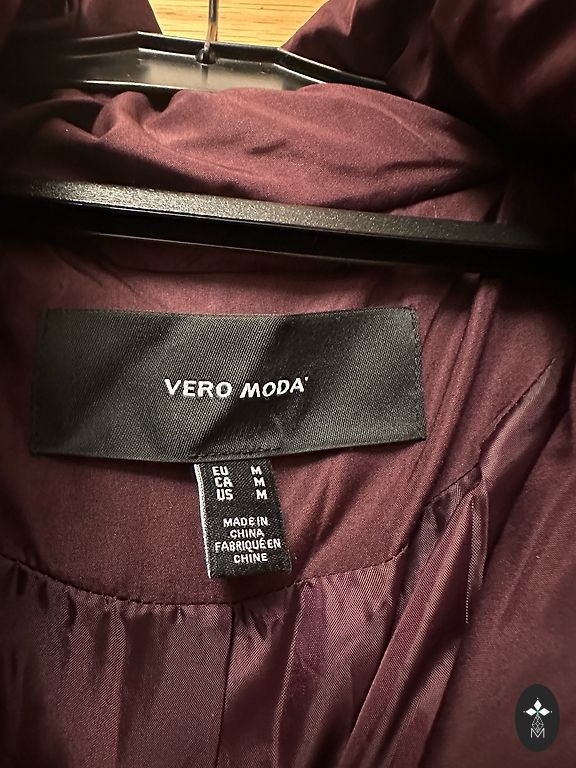 VERO MODA
EU M
CA M
US M
MADE IN
CHINA
FABRIQUÉ EN
CHINE
M